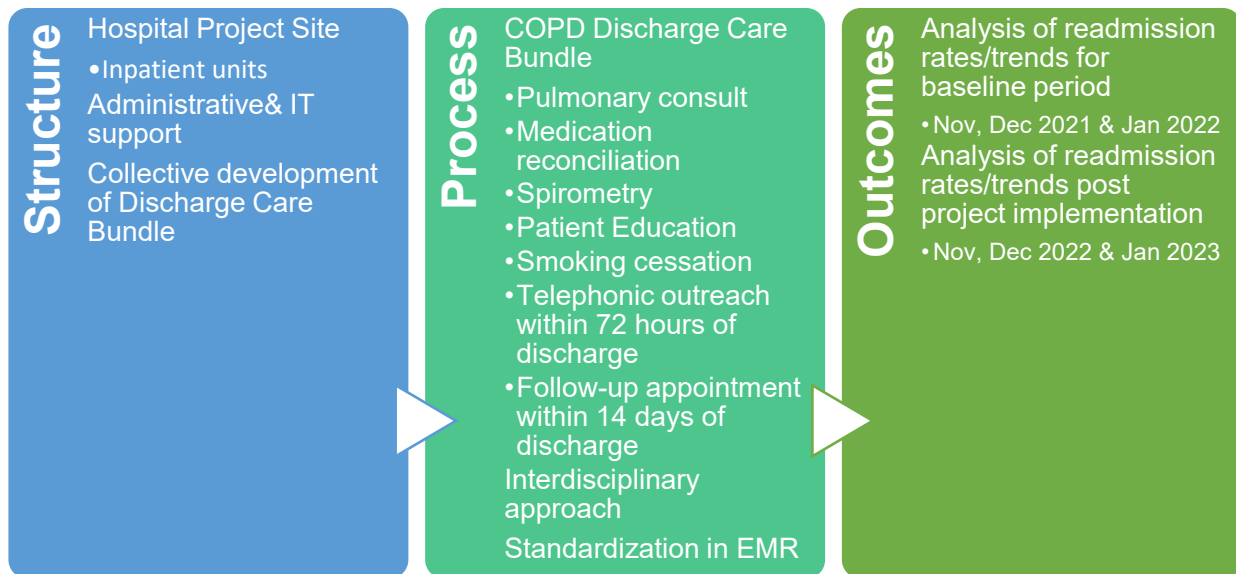 Structure
Hospital Project Site
•Inpatient units
Administrative& IT
support
Collective development
of Discharge Care
Bundle
Process
COPD Discharge Care
Bundle
•Pulmonary consult
•Medication
reconciliation
•Spirometry
•Patient Education
•Smoking cessation
•Telephonic outreach
within 72 hours of
discharge
•Follow-up appointment
within 14 days of
discharge
Interdisciplinary
approach
Standardization in EMR
Outcomes
Analysis of readmission
rates/trends for
baseline period
•Nov, Dec 2021 & Jan 2022
Analysis of readmission
rates/trends post
project implementation
•Nov, Dec 2022 & Jan 2023